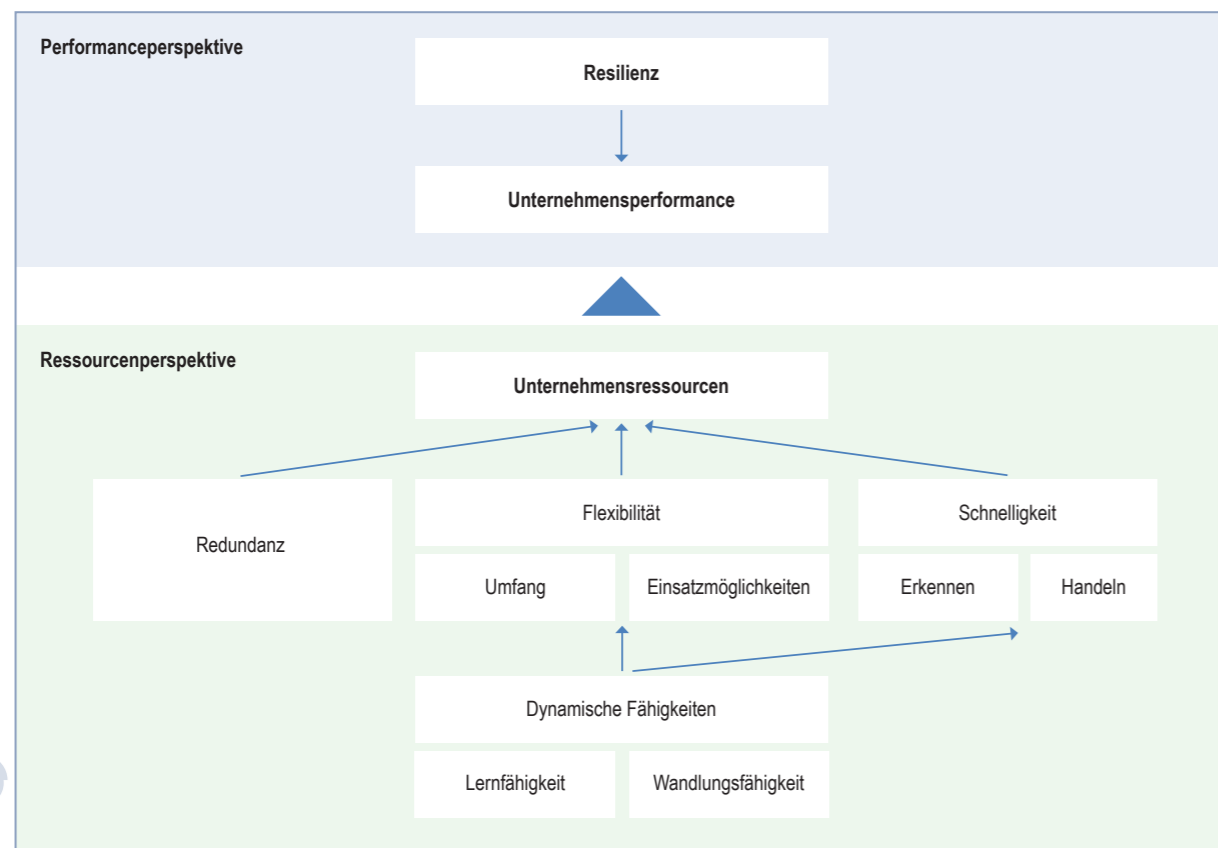 Performanceperspektive
Resilienz
Unternehmensperformance
Ressourcenperspektive
Unternehmensressourcen
Redundanz
Flexibilität
Schnelligkeit
Umfang
Einsatzmöglichkeiten
Erkennen
Handeln
Dynamische Fähigkeiten
Lernfähigkeit
Wandlungsfähigkeit